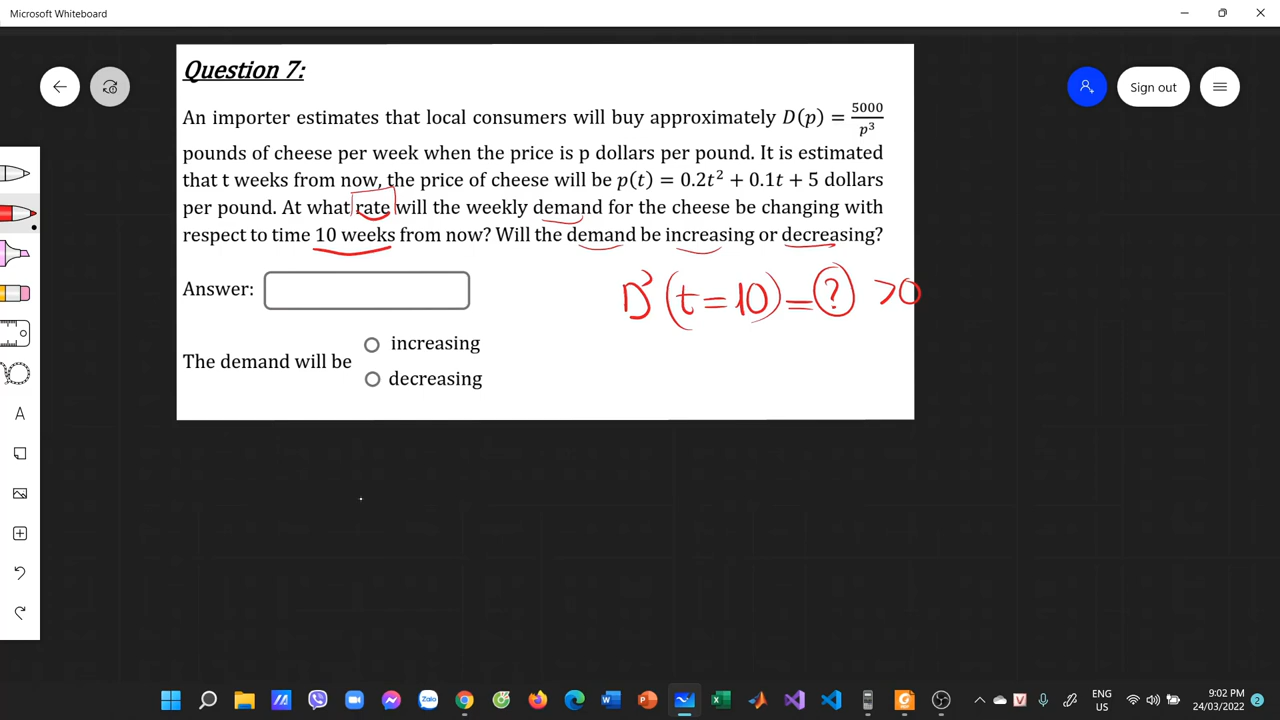 Microsoft Whiteboard
Sign out
Question 7:
An importer estimates that local consumers will buy approximately D(p) = 5000/p³
pounds of cheese per week when the price is p dollars per pound. It is estimated
that t weeks from now, the price of cheese will be p(t) = 0.2t² + 0.1t + 5 dollars
per pound. At what rate will the weekly demand for the cheese be changing with
respect to time 10 weeks from now? Will the demand be increasing or decreasing?
Answer:
D'(t=10) = ? >0
The demand will be
increasing
decreasing
A
Zalo
ENG
US
V
9:02 PM
24/03/2022
2